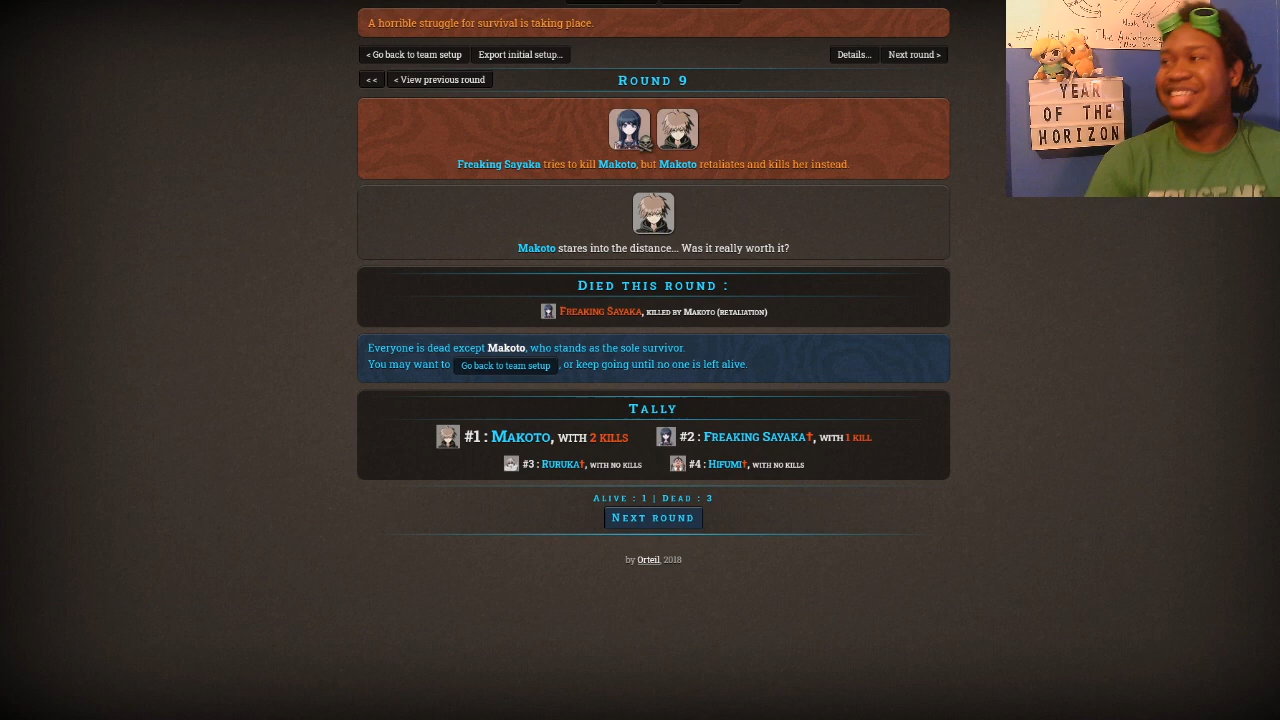 A horrible struggle for survival is taking place.
< Go back to team setup
Export initial setup...
Details...
Next round >
< <
< View previous round
ROUND 9
Freaking Sayaka tries to kill Makoto, but Makoto retaliates and kills her instead.
Makoto stares into the distance... Was it really worth it?
DIED THIS ROUND :
FREAKING SAYAKA, KILLED BY MAKOTO (RETALIATION)
Everyone is dead except Makoto, who stands as the sole survivor.
You may want to Go back to team setup , or keep going until no one is left alive.
TALLY
#1 : MAKOTO, WITH 2 KILLS
#2 : FREAKING SAYAKA†, WITH 1 KILL
#3 : RURUKA†, WITH NO KILLS
#4 : HIFUMI†, WITH NO KILLS
ALIVE : 1 | DEAD : 3
NEXT ROUND
by Orteil, 2018
YEAR
OF THE
HORIZON
TRUST ME